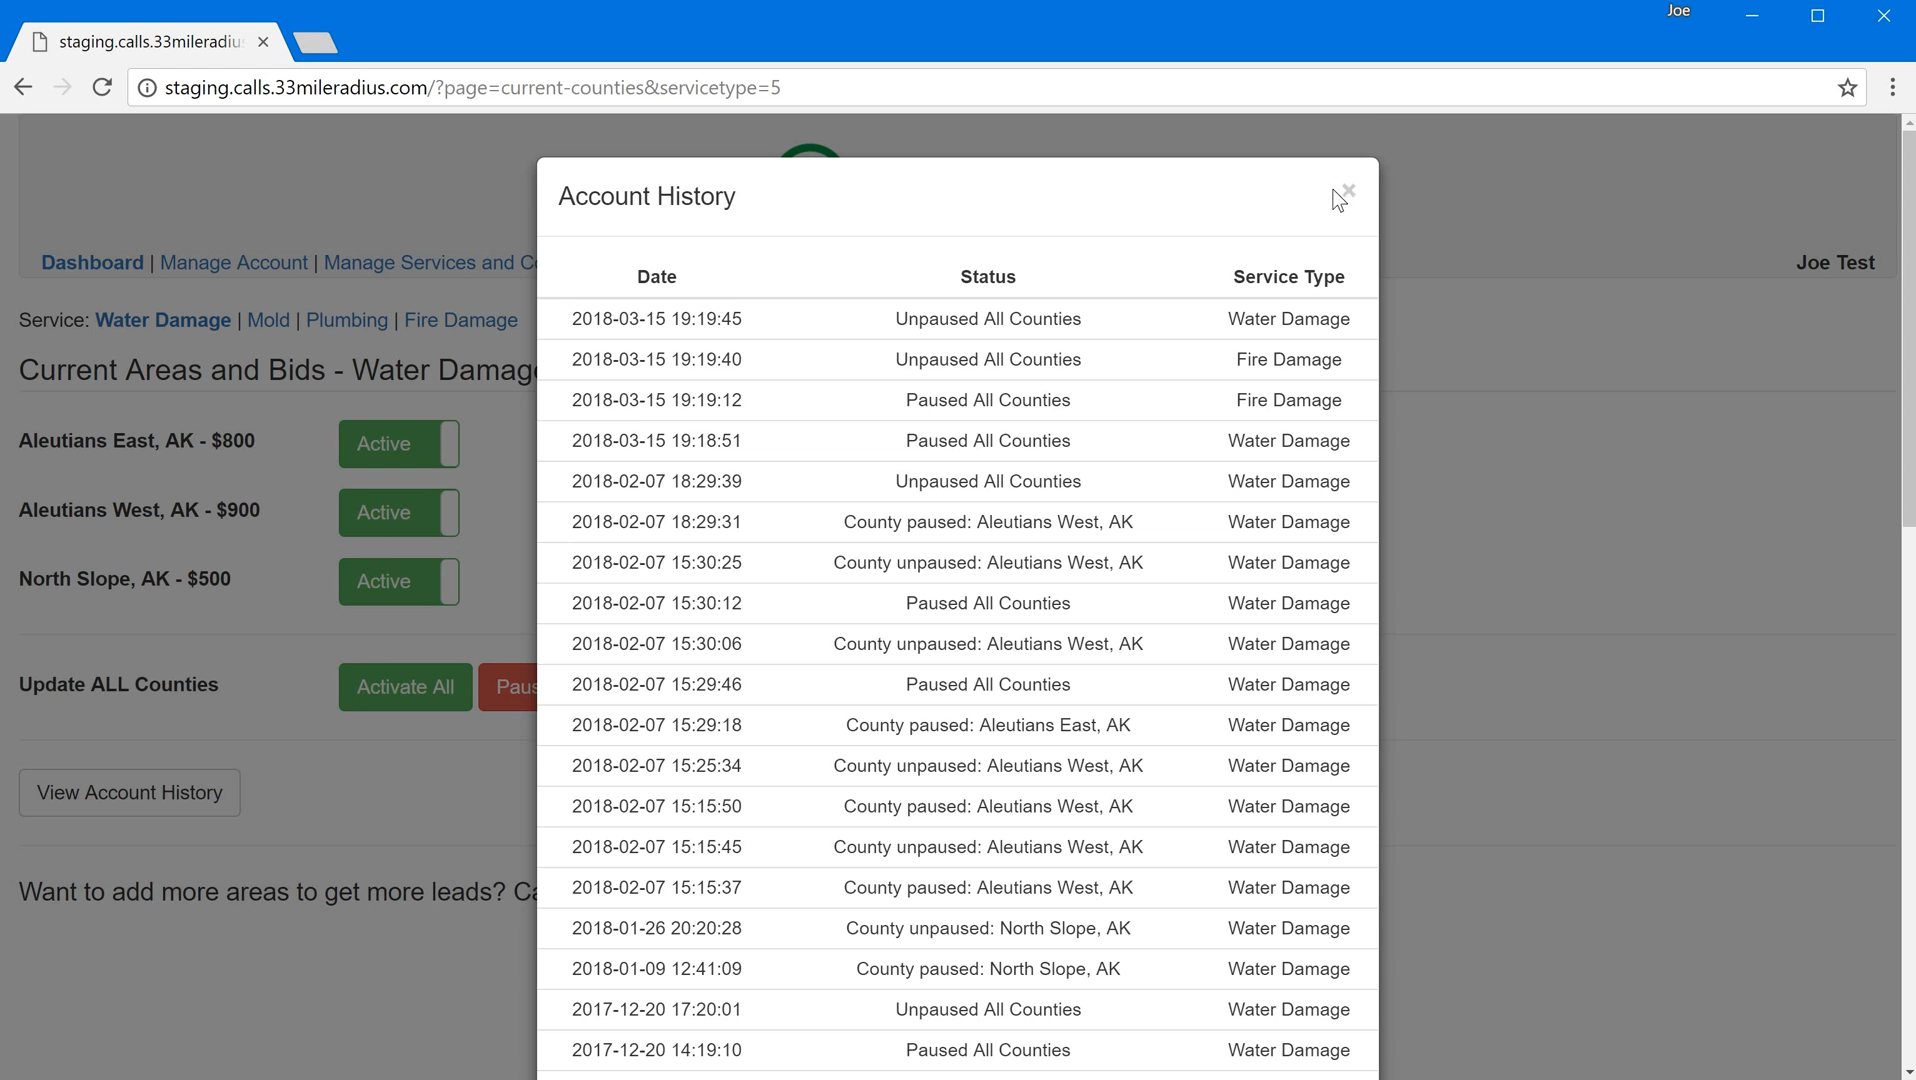 Joe
staging.calls.33mileradiu
staging.calls.33mileradius.com/?page=current-counties&servicetype=5
Dashboard | Manage Account | Manage Services and Co
Joe Test
Service: Water Damage | Mold | Plumbing | Fire Damage
Current Areas and Bids - Water Damage
Aleutians East, AK - $800 Active
Aleutians West, AK - $900 Active
North Slope, AK - $500 Active
Update ALL Counties Activate All Paus
View Account History
Want to add more areas to get more leads? Ca
Account History ×
Date Status Service Type
2018-03-15 19:19:45 Unpaused All Counties Water Damage
2018-03-15 19:19:40 Unpaused All Counties Fire Damage
2018-03-15 19:19:12 Paused All Counties Fire Damage
2018-03-15 19:18:51 Paused All Counties Water Damage
2018-02-07 18:29:39 Unpaused All Counties Water Damage
2018-02-07 18:29:31 County paused: Aleutians West, AK Water Damage
2018-02-07 15:30:25 County unpaused: Aleutians West, AK Water Damage
2018-02-07 15:30:12 Paused All Counties Water Damage
2018-02-07 15:30:06 County unpaused: Aleutians West, AK Water Damage
2018-02-07 15:29:46 Paused All Counties Water Damage
2018-02-07 15:29:18 County paused: Aleutians East, AK Water Damage
2018-02-07 15:25:34 County unpaused: Aleutians West, AK Water Damage
2018-02-07 15:15:50 County paused: Aleutians West, AK Water Damage
2018-02-07 15:15:45 County unpaused: Aleutians West, AK Water Damage
2018-02-07 15:15:37 County paused: Aleutians West, AK Water Damage
2018-01-26 20:20:28 County unpaused: North Slope, AK Water Damage
2018-01-09 12:41:09 County paused: North Slope, AK Water Damage
2017-12-20 17:20:01 Unpaused All Counties Water Damage
2017-12-20 14:19:10 Paused All Counties Water Damage